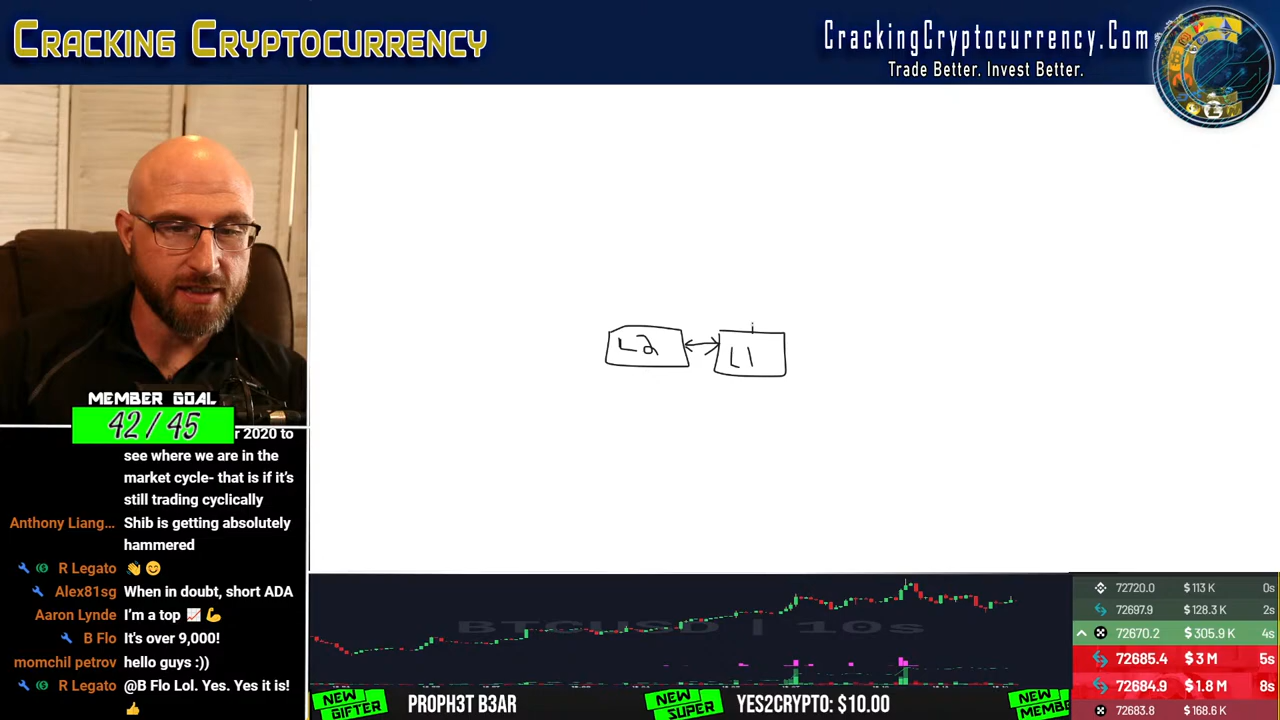 CRACKING CRYPTOCURRENCY
CRACKINGCRYPTOCURRENCY.COM
Trade Better. Invest Better.
L2
L1
MEMBER GOAL
42 / 45
r 2020 to
see where we are in the
market cycle- that is if it's
still trading cyclically
Anthony Liang... Shib is getting absolutely
hammered
R Legato 👋 😊
Alex81sg When in doubt, short ADA
Aaron Lynde I'm a top 📈 💪
B Flo It's over 9,000!
momchil petrov hello guys :))
R Legato @B Flo Lol. Yes. Yes it is!
👍
BTCUSD | 10s
72720.0 $ 113 K 0s
72697.9 $ 128.3 K 2s
72670.2 $ 305.9 K 4s
72685.4 $ 3 M 5s
72684.9 $ 1.8 M 8s
72683.8 $ 168.6 K
NEW GIFTER PROPH3T B3AR NEW SUPER YES2CRYPTO: $10.00 NEW MEMBE